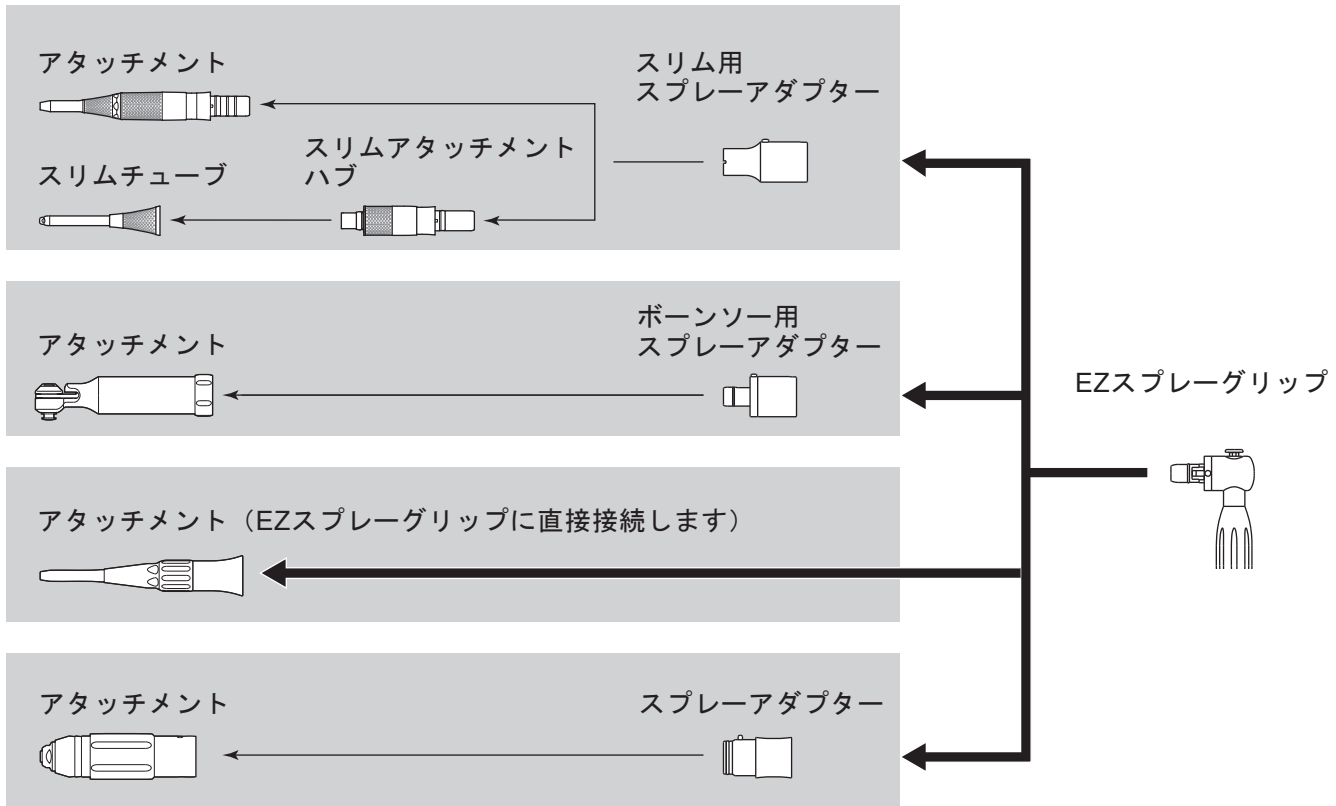 アタッチメント
スリム用
スプレーアダプター
スリムアタッチメント
ハブ
スリムチューブ
ボーンソー用
スプレーアダプター
アタッチメント
EZスプレーグリップ
アタッチメント（EZスプレーグリップに直接接続します）
アタッチメント
スプレーアダプター